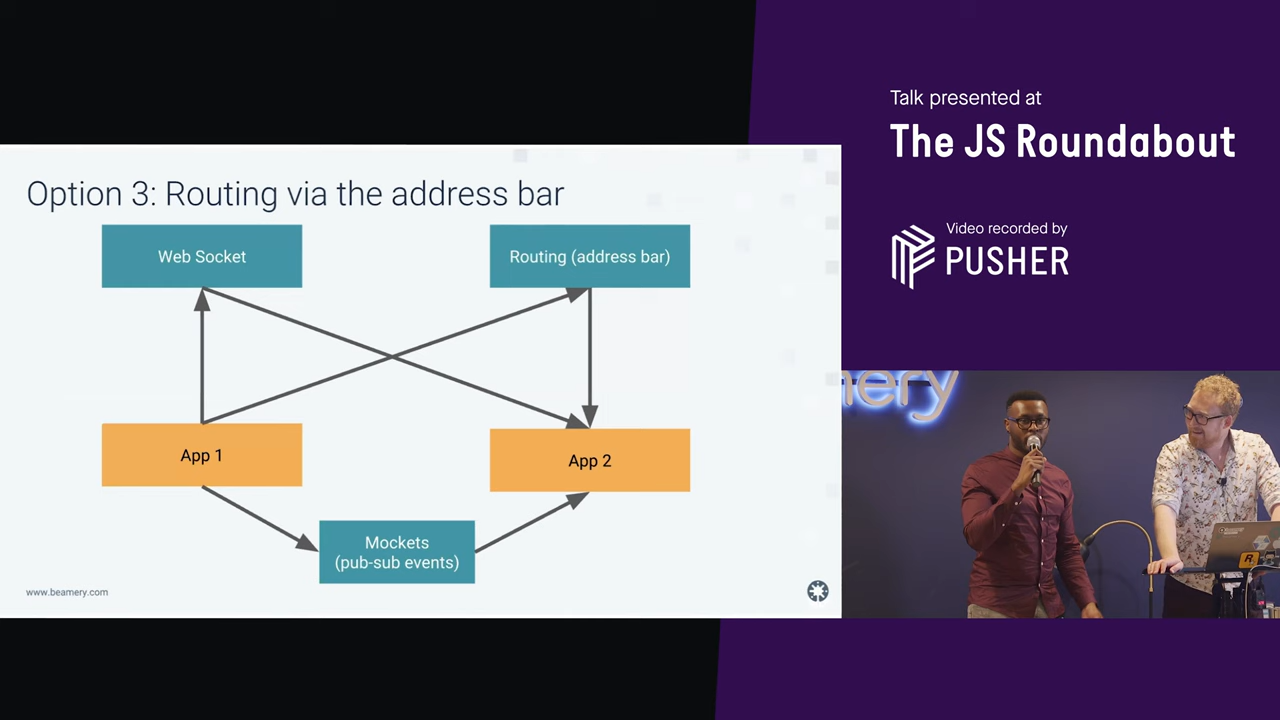 Talk presented at
The JS Roundabout
Video recorded by
PUSHER
Option 3: Routing via the address bar
Web Socket
Routing (address bar)
App 1
App 2
Mockets
(pub-sub events)
www.beamery.com
mery